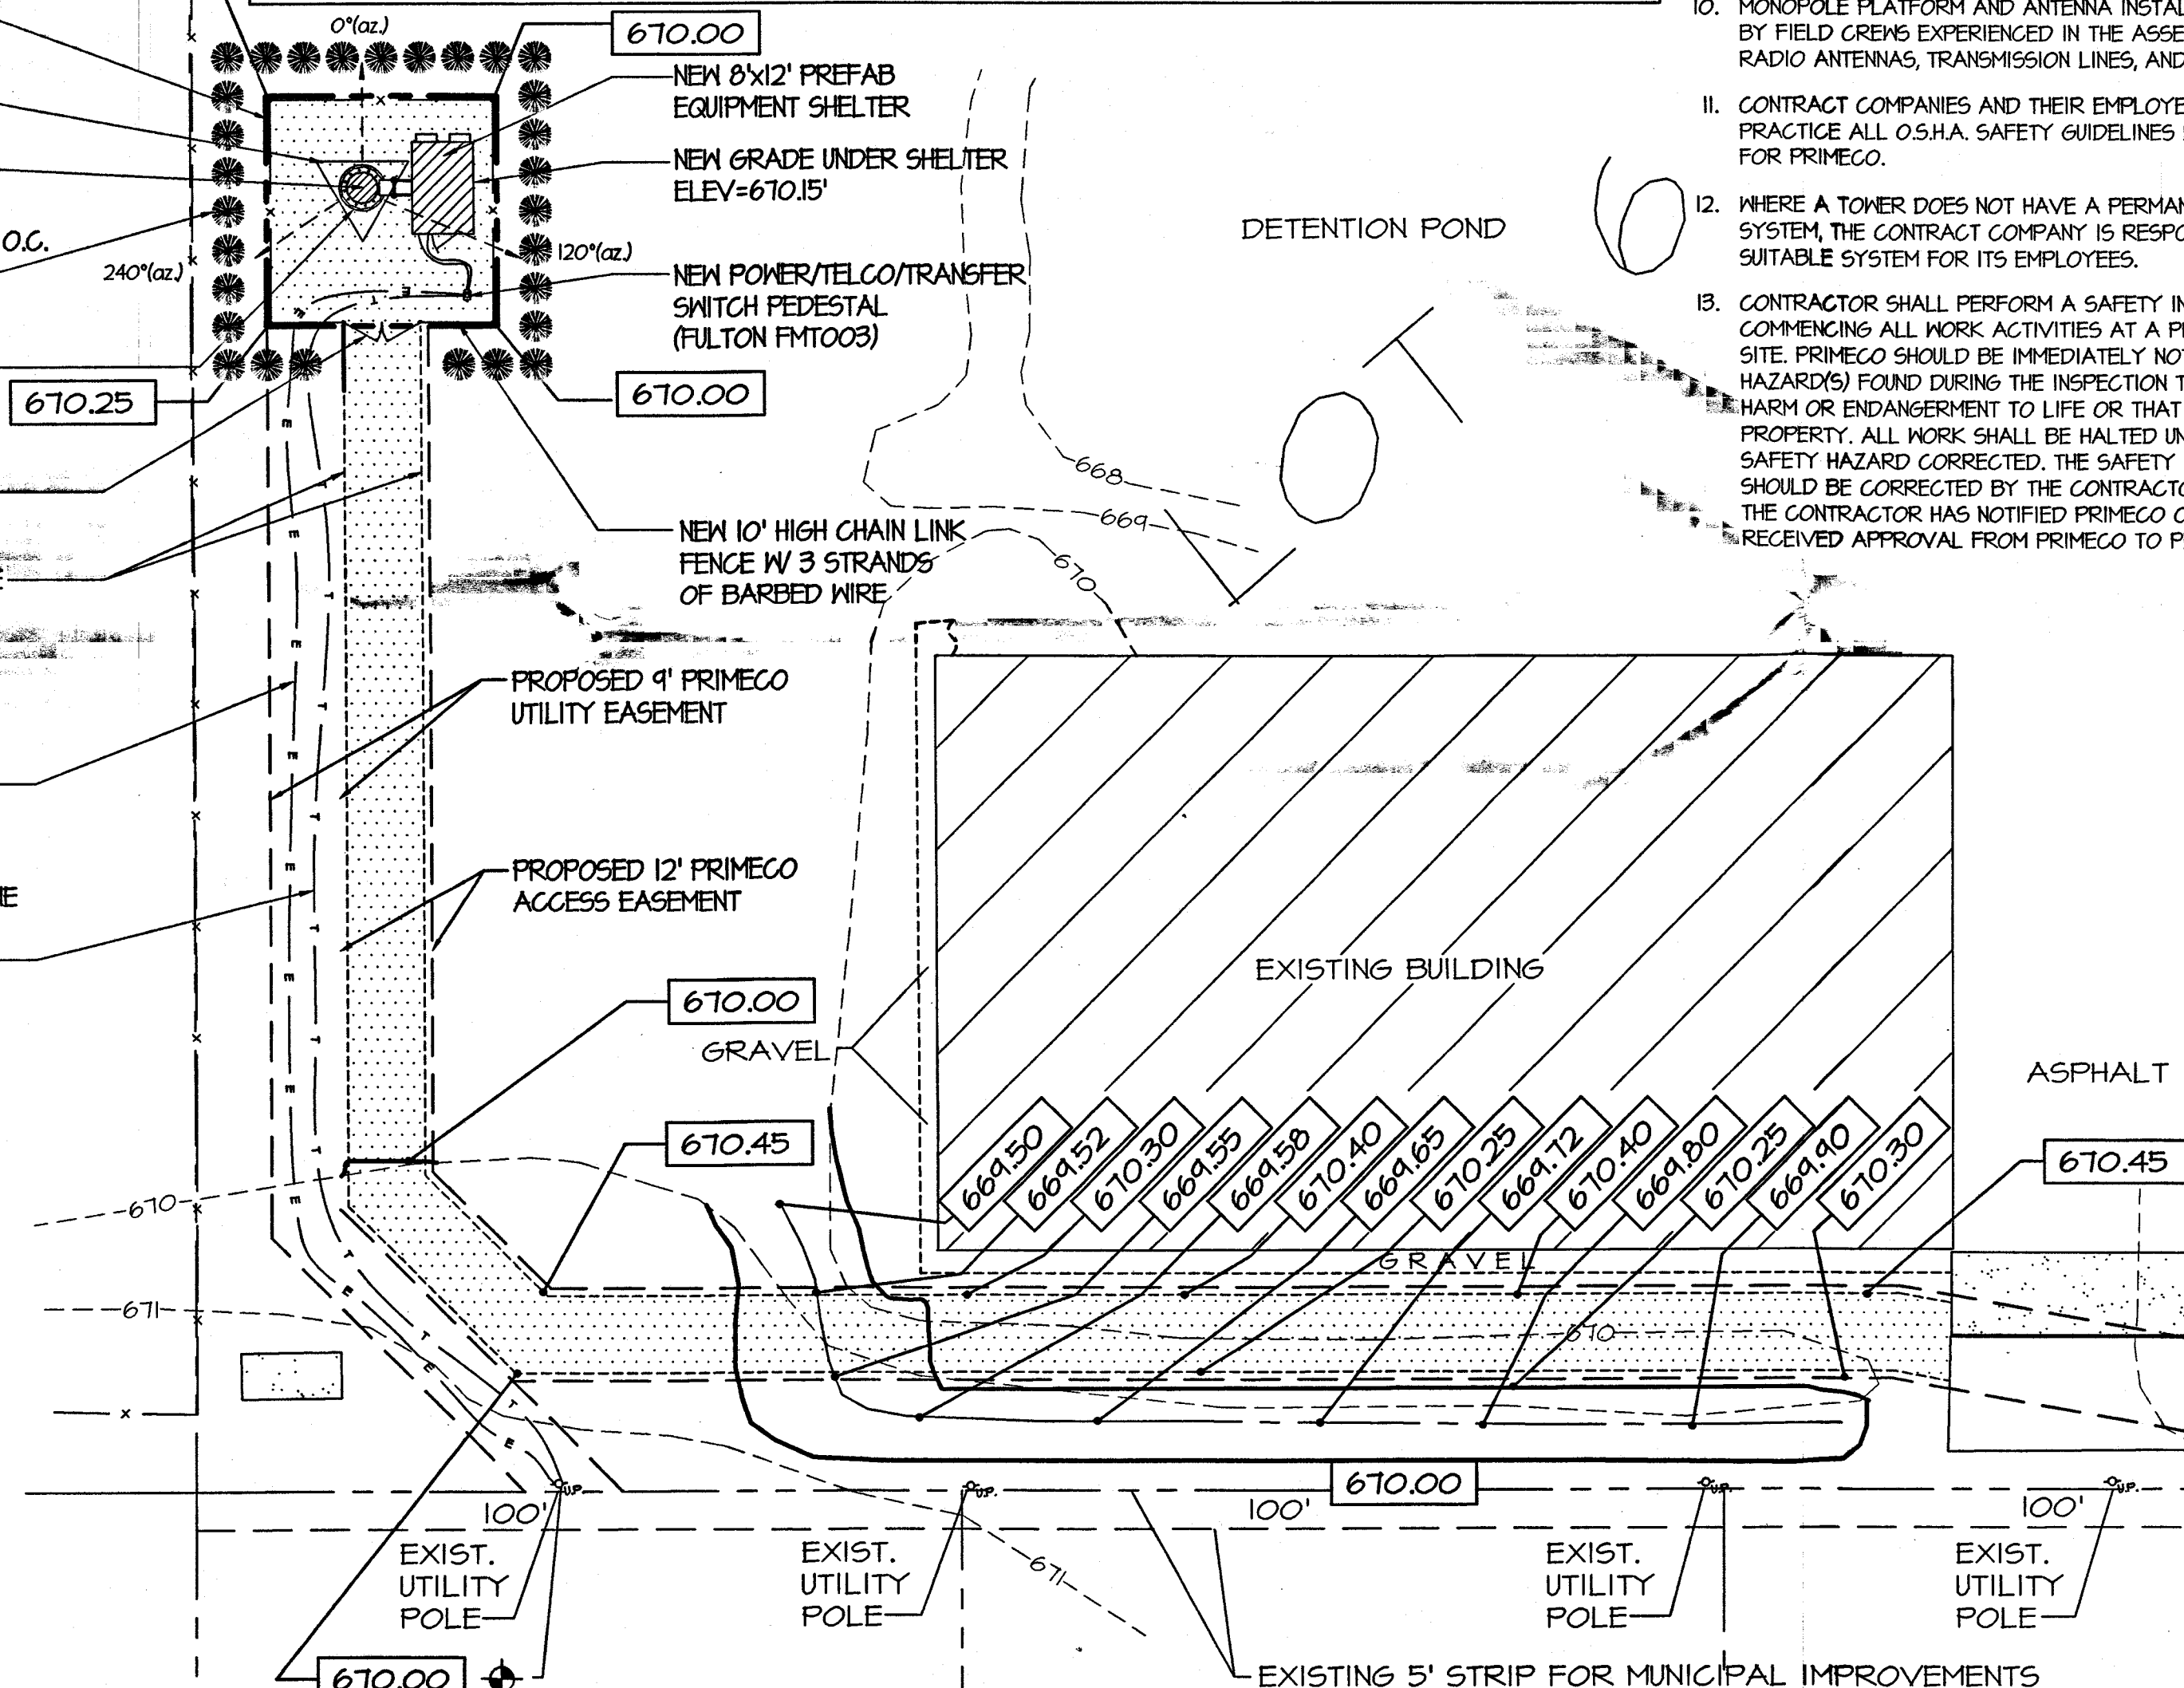 0°(az.)
670.00
NEW 8'x12' PREFAB
EQUIPMENT SHELTER
NEW GRADE UNDER SHELTER
ELEV=670.15'
O.C.
240°(az.)
120°(az.)
NEW POWER/TELCO/TRANSFER
SWITCH PEDESTAL
(FULTON FMT003)
670.25
670.00
DETENTION POND
10. MONOPOLE PLATFORM AND ANTENNA INSTAL
BY FIELD CREWS EXPERIENCED IN THE ASSE
RADIO ANTENNAS, TRANSMISSION LINES, AND
11. CONTRACT COMPANIES AND THEIR EMPLOYE
PRACTICE ALL O.S.H.A. SAFETY GUIDELINES
FOR PRIMECO.
12. WHERE A TOWER DOES NOT HAVE A PERMAN
SYSTEM, THE CONTRACT COMPANY IS RESPO
SUITABLE SYSTEM FOR ITS EMPLOYEES.
13. CONTRACTOR SHALL PERFORM A SAFETY IN
COMMENCING ALL WORK ACTIVITIES AT A P
SITE. PRIMECO SHOULD BE IMMEDIATELY NOT
HAZARD(S) FOUND DURING THE INSPECTION T
HARM OR ENDANGERMENT TO LIFE OR THAT
PROPERTY. ALL WORK SHALL BE HALTED UN
SAFETY HAZARD CORRECTED. THE SAFETY
SHOULD BE CORRECTED BY THE CONTRACTO
THE CONTRACTOR HAS NOTIFIED PRIMECO O
RECEIVED APPROVAL FROM PRIMECO TO P
668
669
670
NEW 10' HIGH CHAIN LINK
FENCE W/ 3 STRANDS
OF BARBED WIRE
PROPOSED 9' PRIMECO
UTILITY EASEMENT
PROPOSED 12' PRIMECO
ACCESS EASEMENT
EXISTING BUILDING
670.00
GRAVEL
ASPHALT
670.45
669.50
669.52
670.30
669.55
669.58
670.40
669.65
670.25
669.72
670.40
669.80
670.25
669.90
670.30
670.45
670
GRAVEL
671
670
670.00
U.P.
U.P.
U.P.
U.P.
100'
100'
100'
EXIST.
UTILITY
POLE
EXIST.
UTILITY
POLE
671
EXIST.
UTILITY
POLE
EXIST.
UTILITY
POLE
670.00
EXISTING 5' STRIP FOR MUNICIPAL IMPROVEMENTS